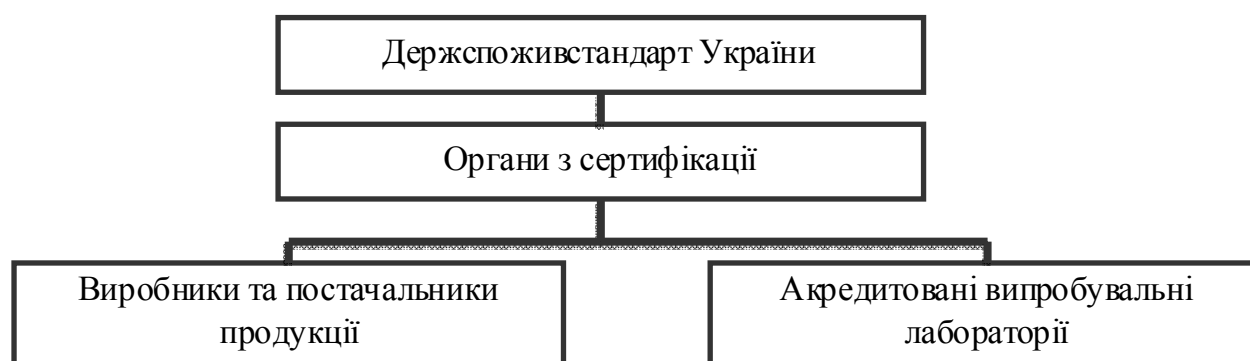 Держспоживстандарт України
Органи з сертифікації
Виробники та постачальники
продукції
Акредитовані випробувальні
лабораторії